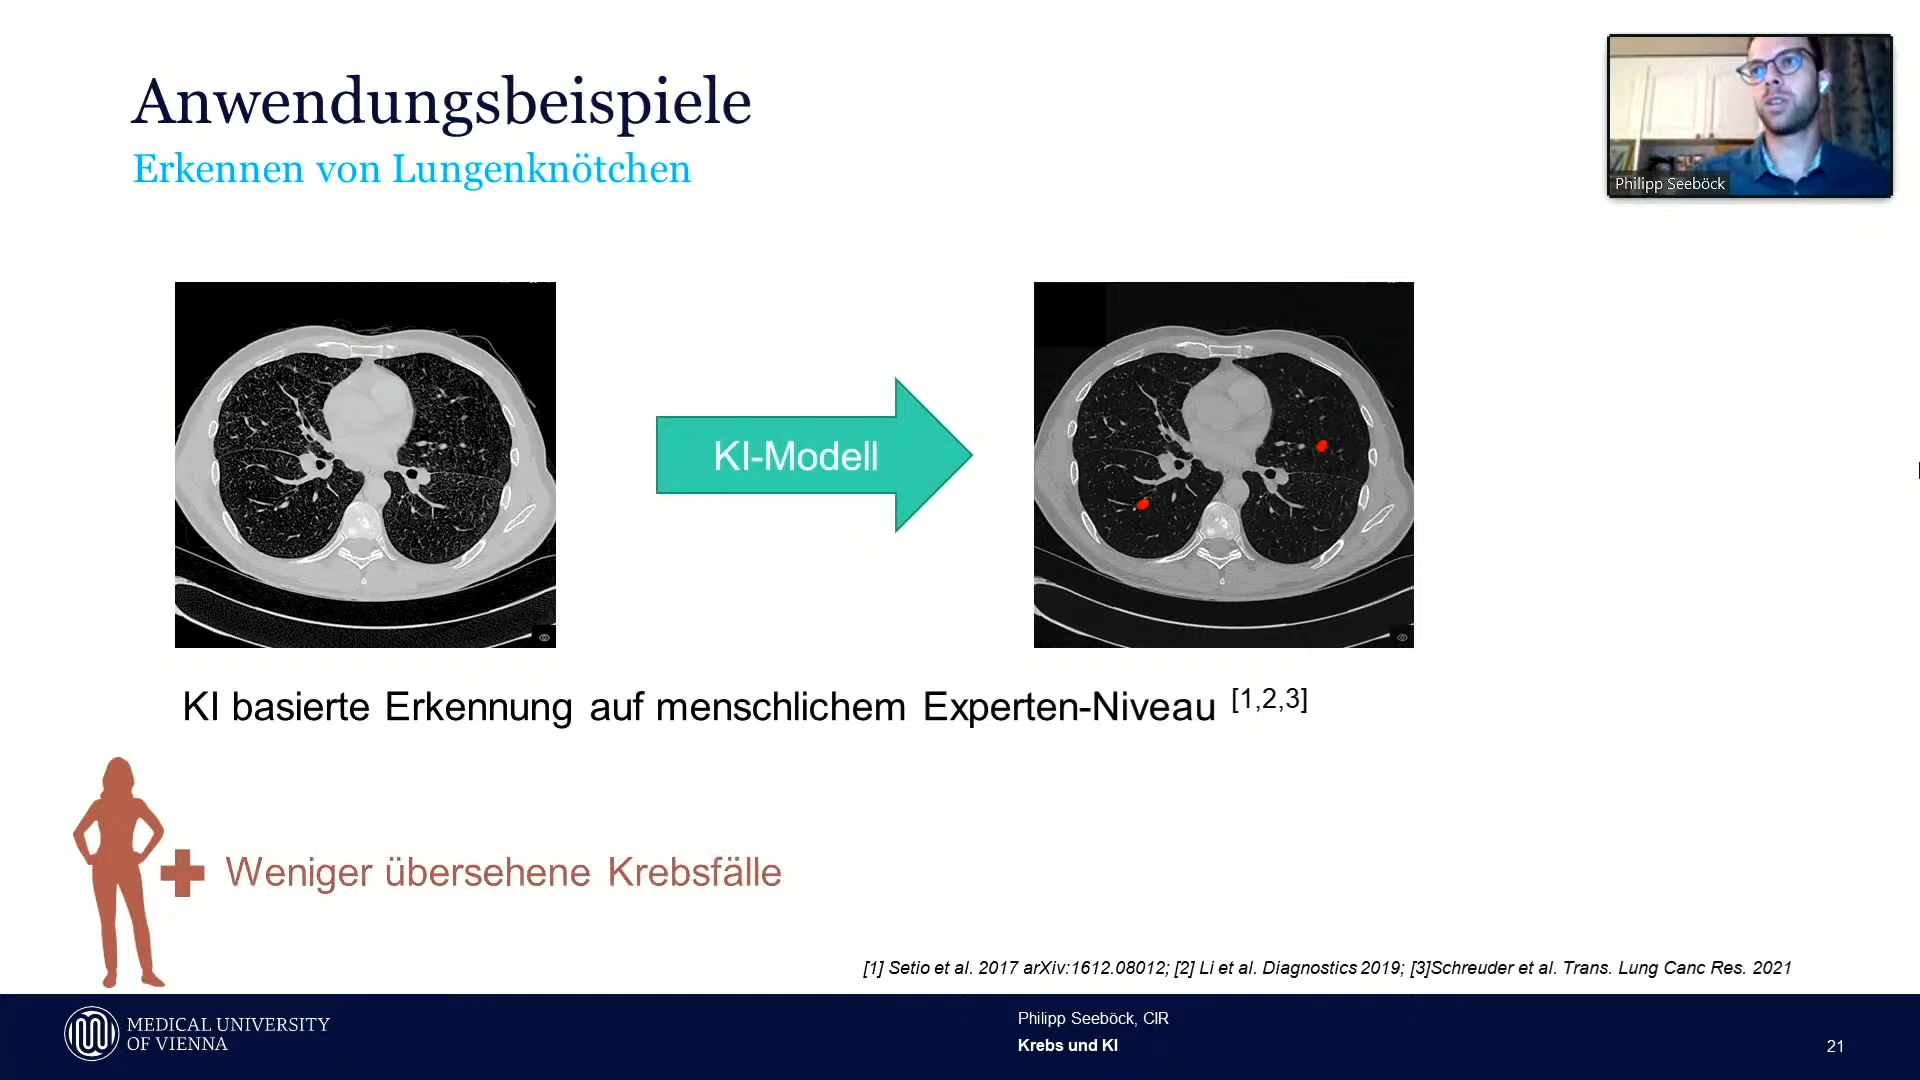 Anwendungsbeispiele
Erkennen von Lungenknötchen
Philipp Seeböck
KI-Modell
KI basierte Erkennung auf menschlichem Experten-Niveau [1,2,3]
Weniger übersehene Krebsfälle
[1] Setio et al. 2017 arXiv:1612.08012; [2] Li et al. Diagnostics 2019; [3]Schreuder et al. Trans. Lung Canc Res. 2021
MEDICAL UNIVERSITY
OF VIENNA
Philipp Seeböck, CIR
Krebs und KI
21